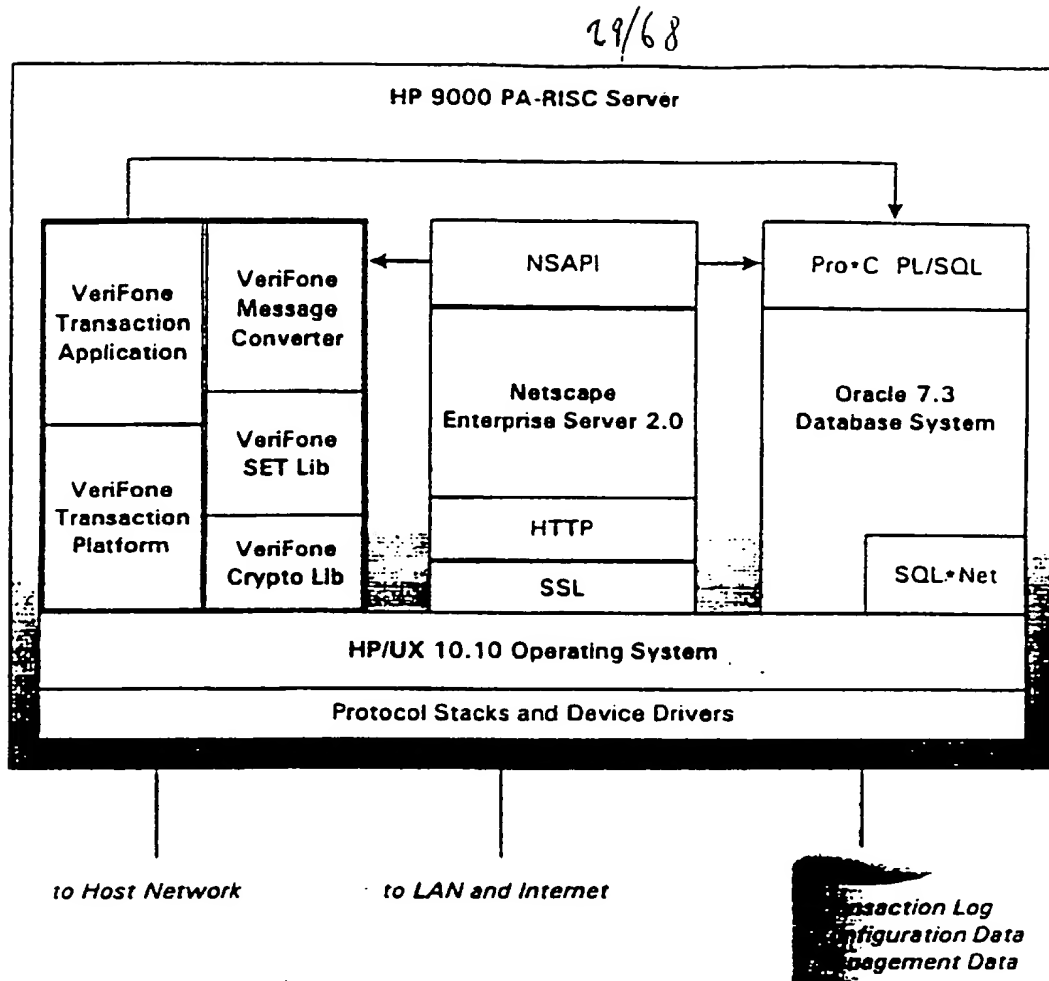 29/68
HP 9000 PA-RISC Server
VeriFone
Transaction
Application
VeriFone
Transaction
Platform
VeriFone
Message
Converter
VeriFone
SET Lib
VeriFone
Crypto Lib
NSAPI
Netscape
Enterprise Server 2.0
HTTP
SSL
Pro*C PL/SQL
Oracle 7.3
Database System
SQL*Net
HP/UX 10.10 Operating System
Protocol Stacks and Device Drivers
to Host Network
to LAN and Internet
Log
Data
Data